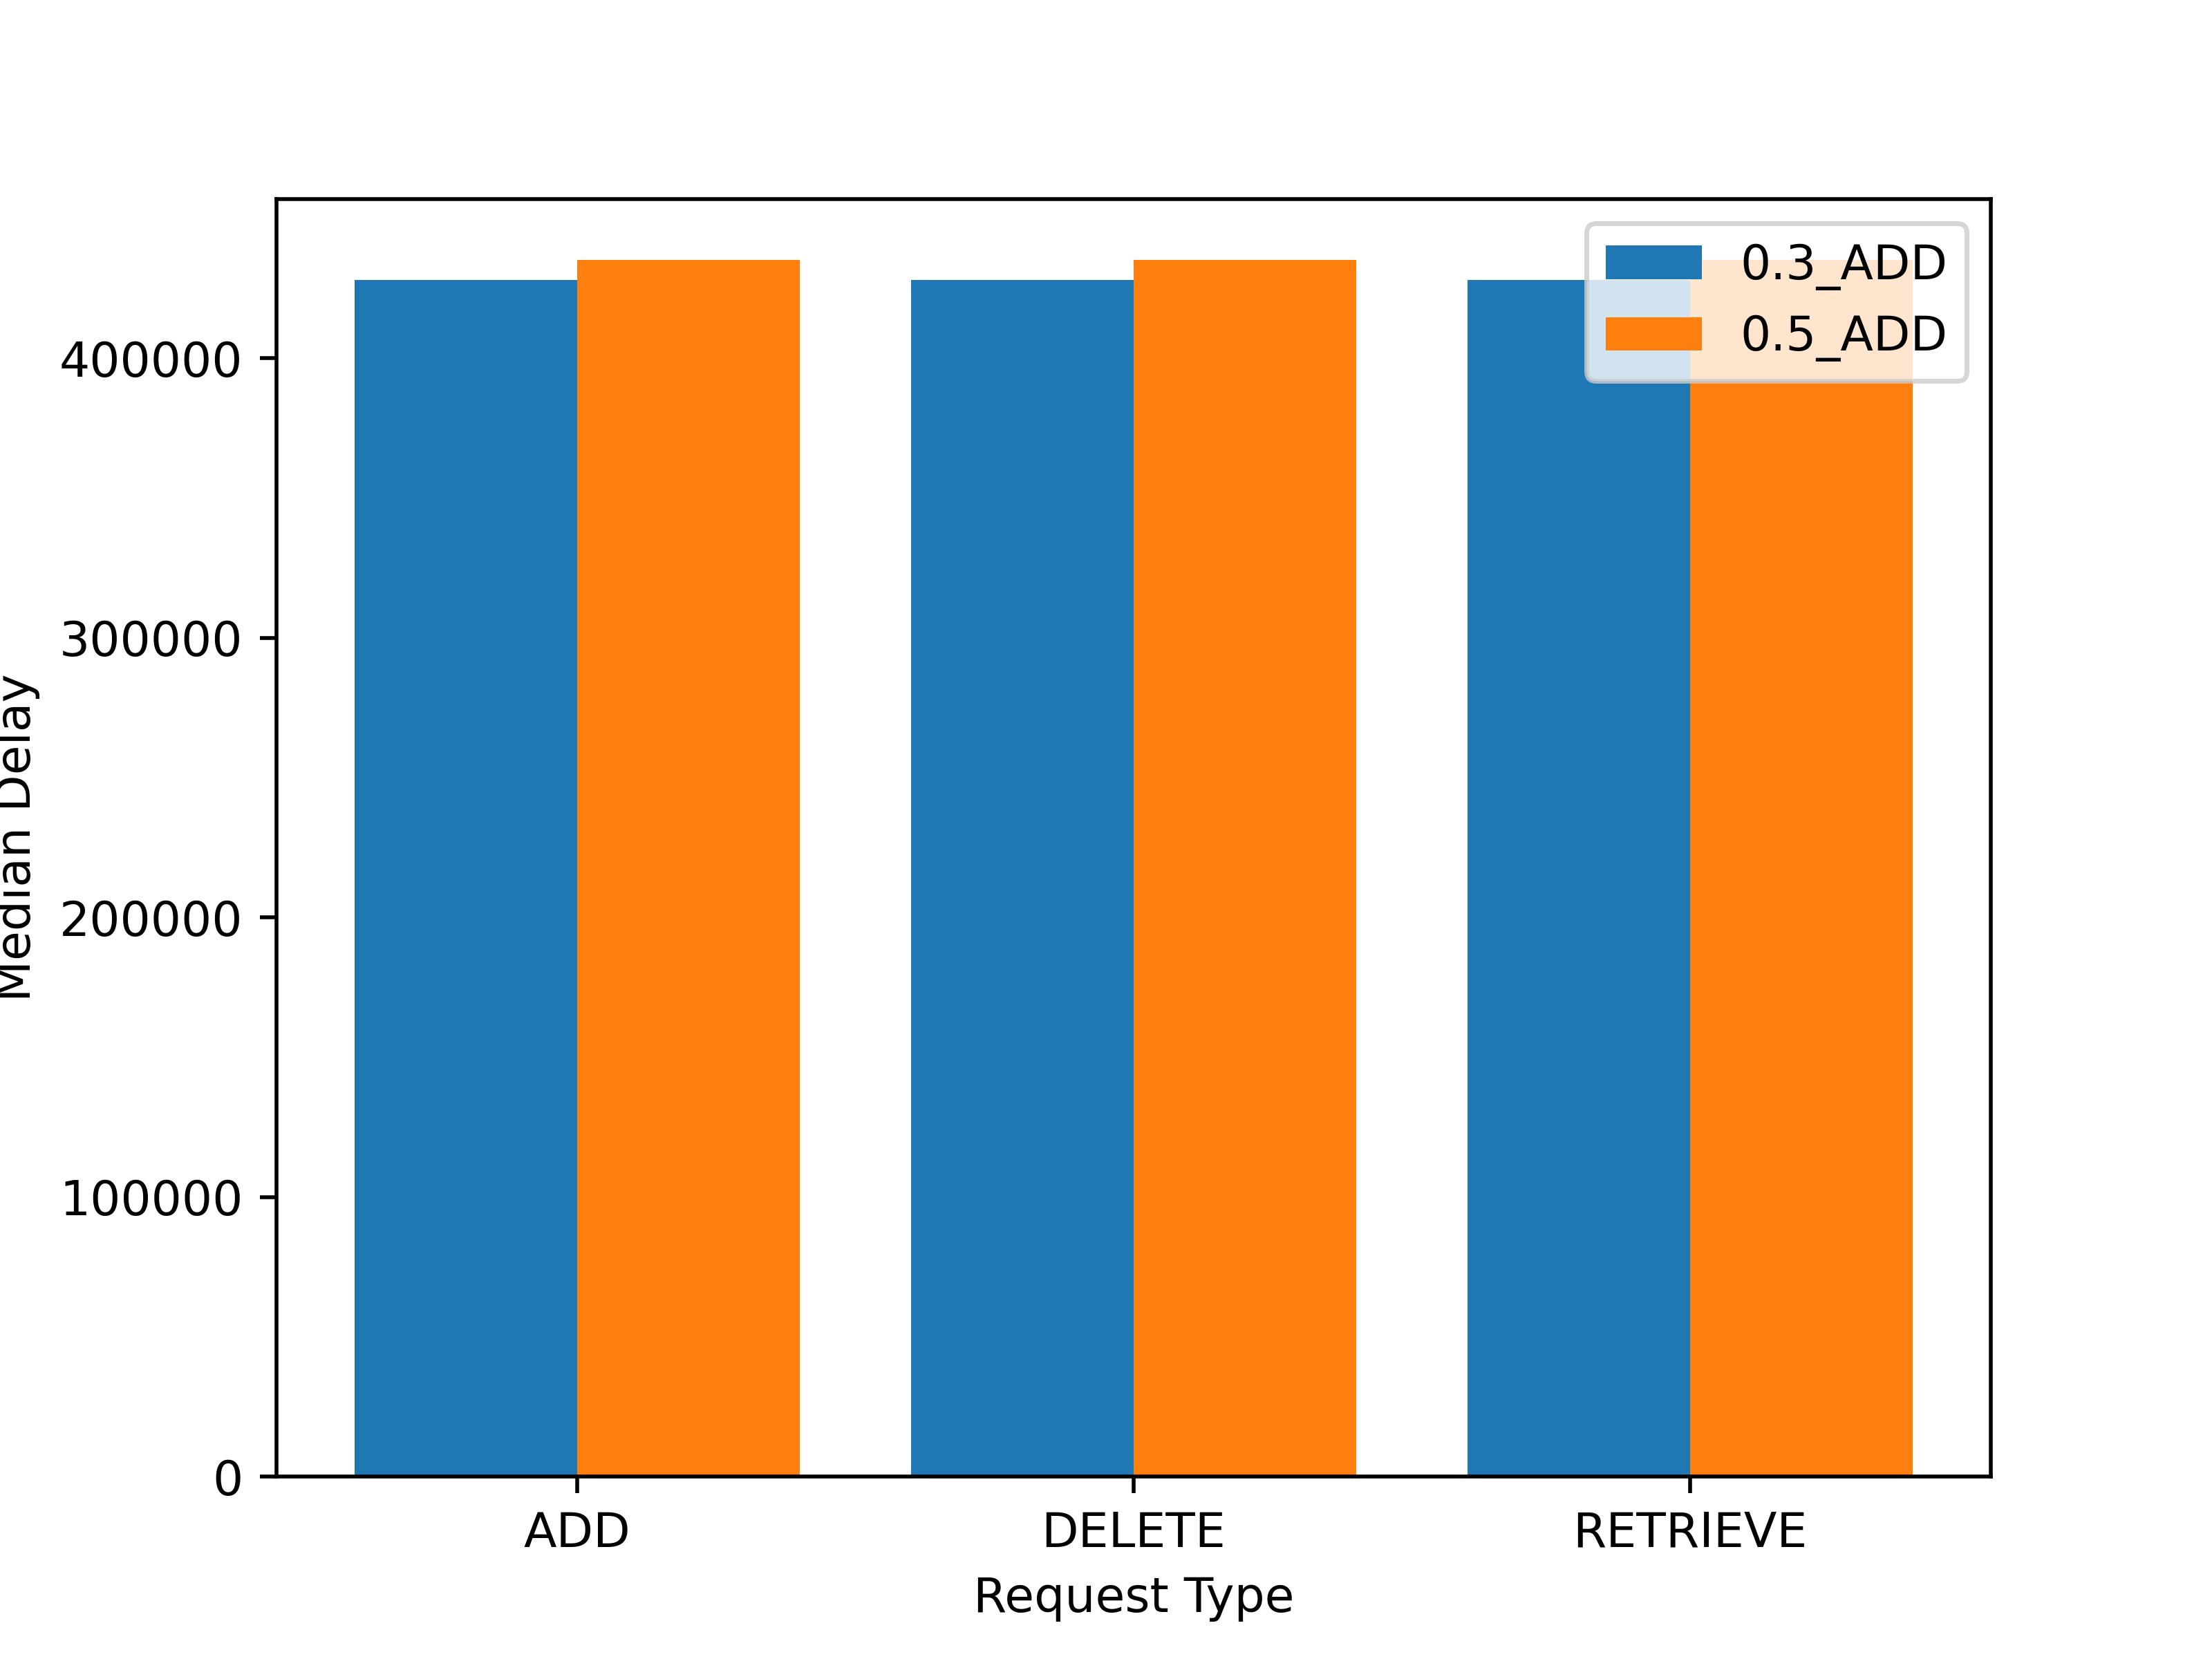 0.3_ADD
0.5_ADD
400000
300000
200000
100000
0
Median Delay
ADD
DELETE
RETRIEVE
Request Type